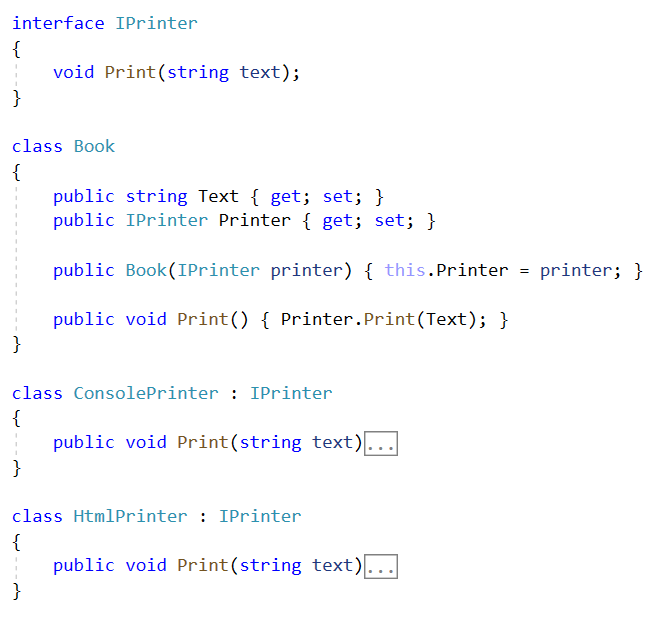 interface IPrinter
{
    void Print(string text);
}

class Book
{
    public string Text { get; set; }
    public IPrinter Printer { get; set; }

    public Book(IPrinter printer) { this.Printer = printer; }

    public void Print() { Printer.Print(Text); }
}

class ConsolePrinter : IPrinter
{
    public void Print(string text)...
}

class HtmlPrinter : IPrinter
{
    public void Print(string text)...
}